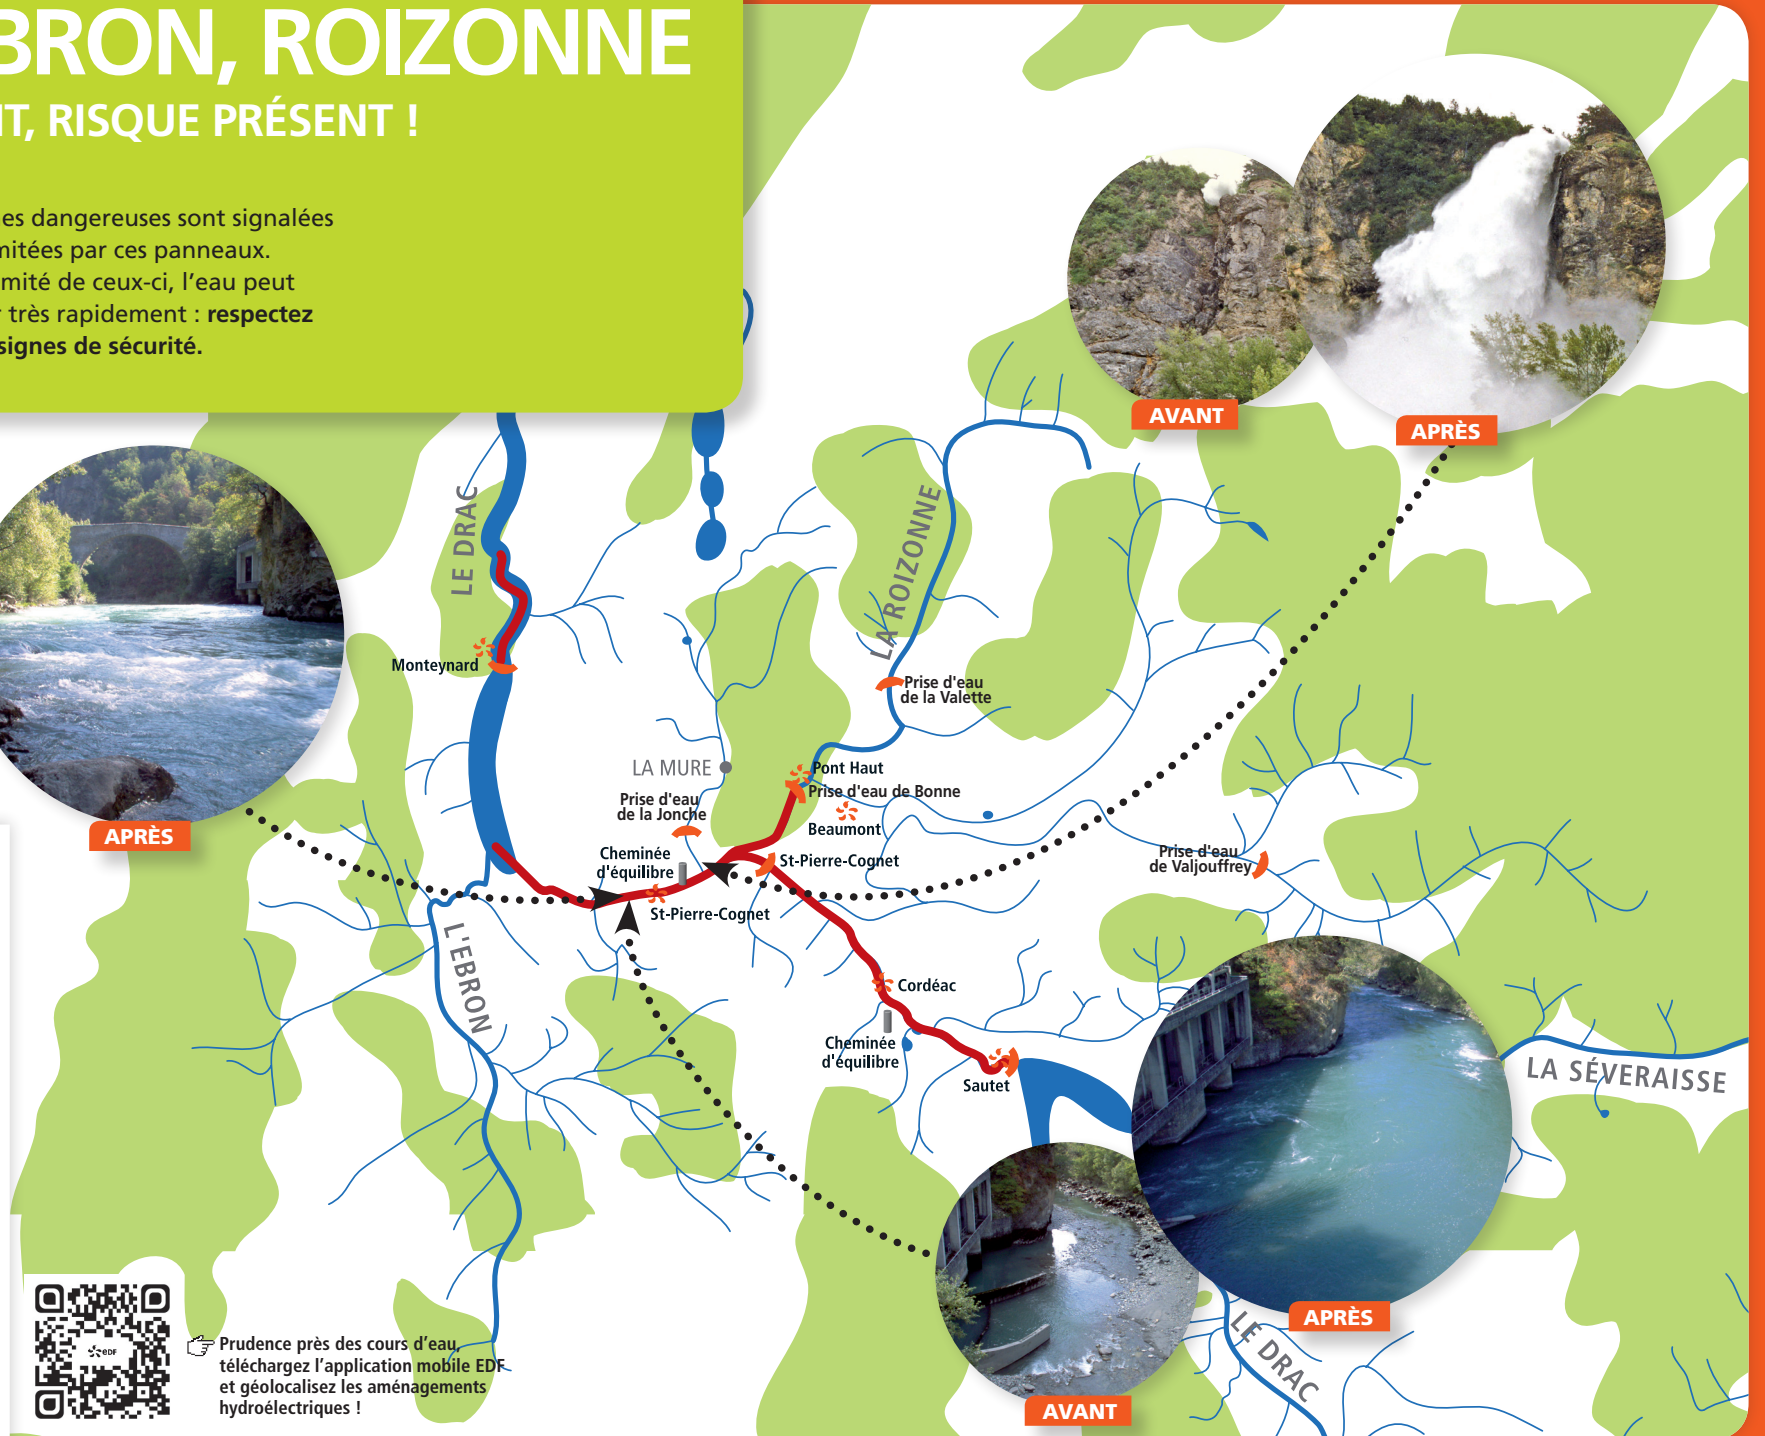 BRON, ROIZONNE
T, RISQUE PRÉSENT !
es dangereuses sont signalées
mitées par ces panneaux.
mité de ceux-ci, l'eau peut
r très rapidement : respectez
signes de sécurité.
AVANT
APRÈS
LE DRAC
LA ROIZONNE
Monteynard
Prise d'eau
de la Valette
LA MURE
Pont Haut
Prise d'eau de Bonne
Prise d'eau
de la Jonche
Beaumont
APRÈS
Cheminée
d'équilibre
St-Pierre-Cognet
Prise d'eau
de Valjouffrey
St-Pierre-Cognet
L'EBRON
Cordéac
Cheminée
d'équilibre
Sautet
LA SÉVERAISSE
APRÈS
LE DRAC
AVANT
EDF
Prudence près des cours d'eau,
téléchargez l'application mobile EDF
et géolocalisez les aménagements
hydroélectriques !